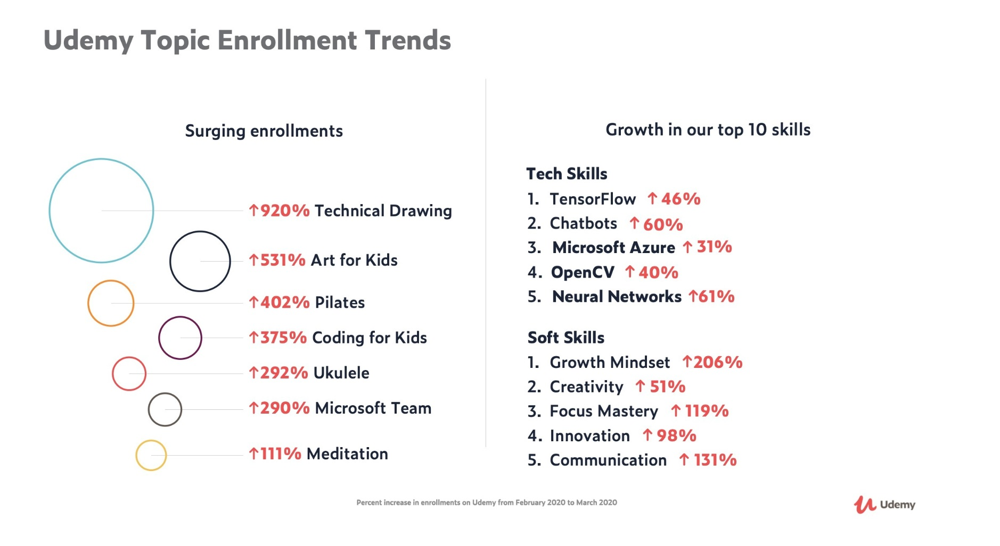 Udemy Topic Enrollment Trends
Surging enrollments
↑920% Technical Drawing
↑531% Art for Kids
↑402% Pilates
↑375% Coding for Kids
↑292% Ukulele
↑290% Microsoft Team
↑111% Meditation
Growth in our top 10 skills
Tech Skills
1. TensorFlow ↑ 46%
2. Chatbots ↑ 60%
3. Microsoft Azure ↑ 31%
4. OpenCV ↑ 40%
5. Neural Networks ↑61%
Soft Skills
1. Growth Mindset ↑206%
2. Creativity ↑ 51%
3. Focus Mastery ↑ 119%
4. Innovation ↑ 98%
5. Communication ↑ 131%
Percent increase in enrollments on Udemy from February 2020 to March 2020
Udemy